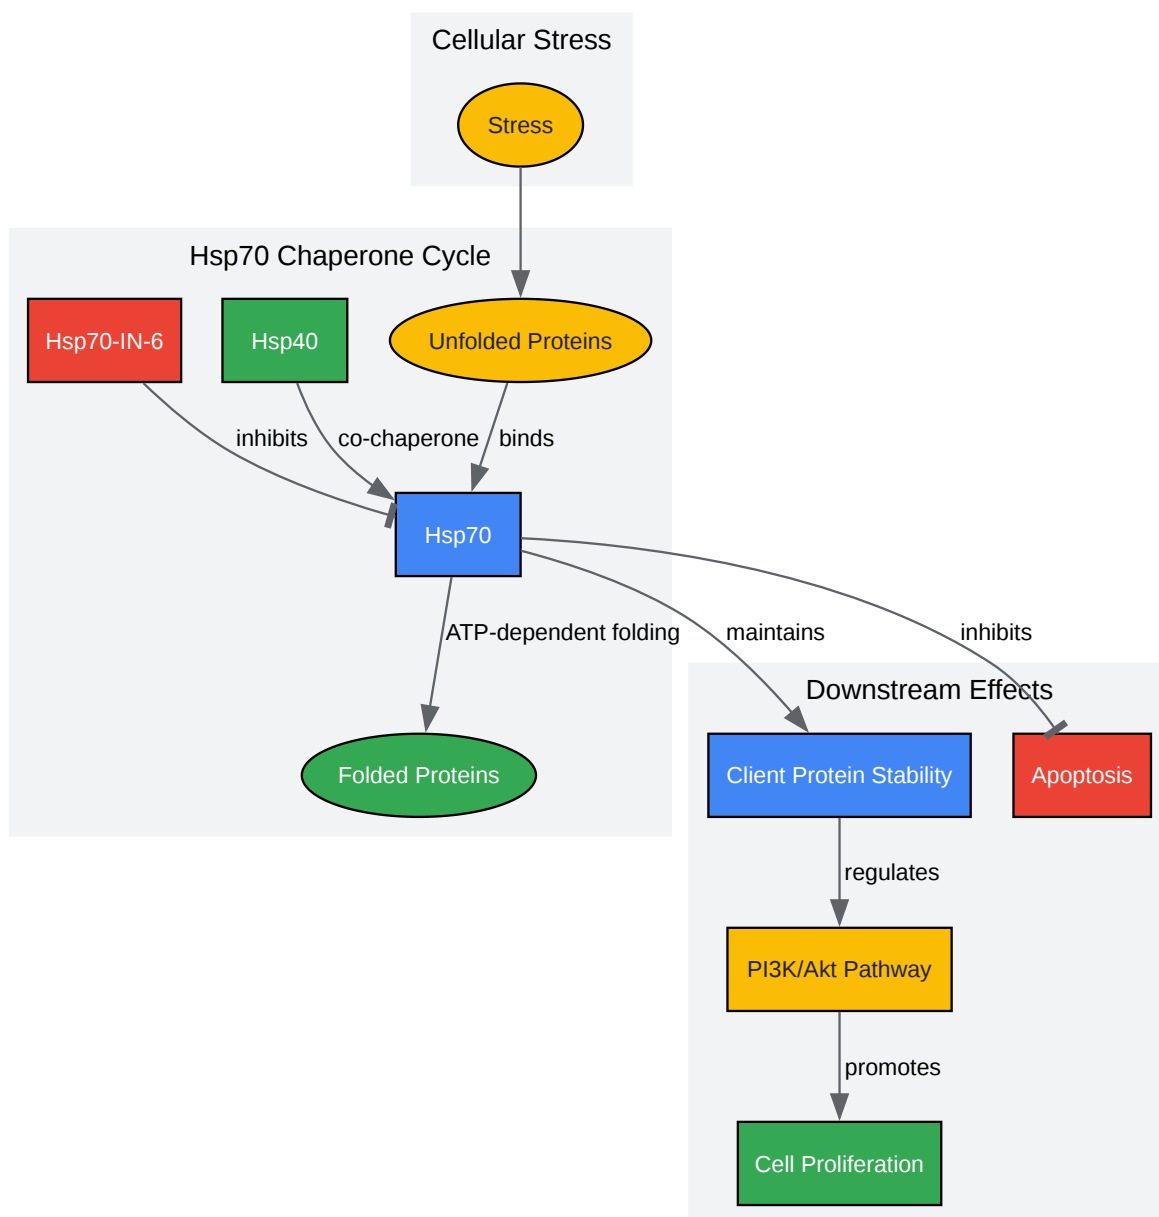 Cellular Stress
Stress
Hsp70 Chaperone Cycle
Hsp70-IN-6
Hsp40
Unfolded Proteins
inhibits
co-chaperone
binds
Hsp70
ATP-dependent folding
maintains
inhibits
Downstream Effects
Folded Proteins
Client Protein Stability
Apoptosis
regulates
PI3K/Akt Pathway
promotes
Cell Proliferation